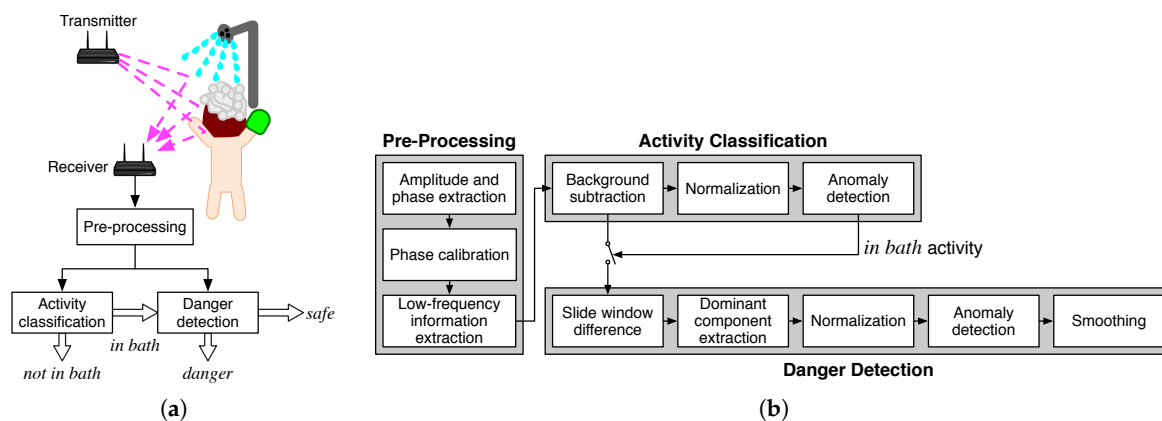 Transmitter
Receiver
Pre-processing
Activity
classification
Danger
detection
safe
in bath
not in bath
danger
(a)
Pre-Processing
Amplitude and
phase extraction
Phase calibration
Low-frequency
information
extraction
Activity Classification
Background
subtraction
Normalization
Anomaly
detection
in bath activity
Slide window
difference
Dominant
component
extraction
Normalization
Anomaly
detection
Smoothing
Danger Detection
(b)